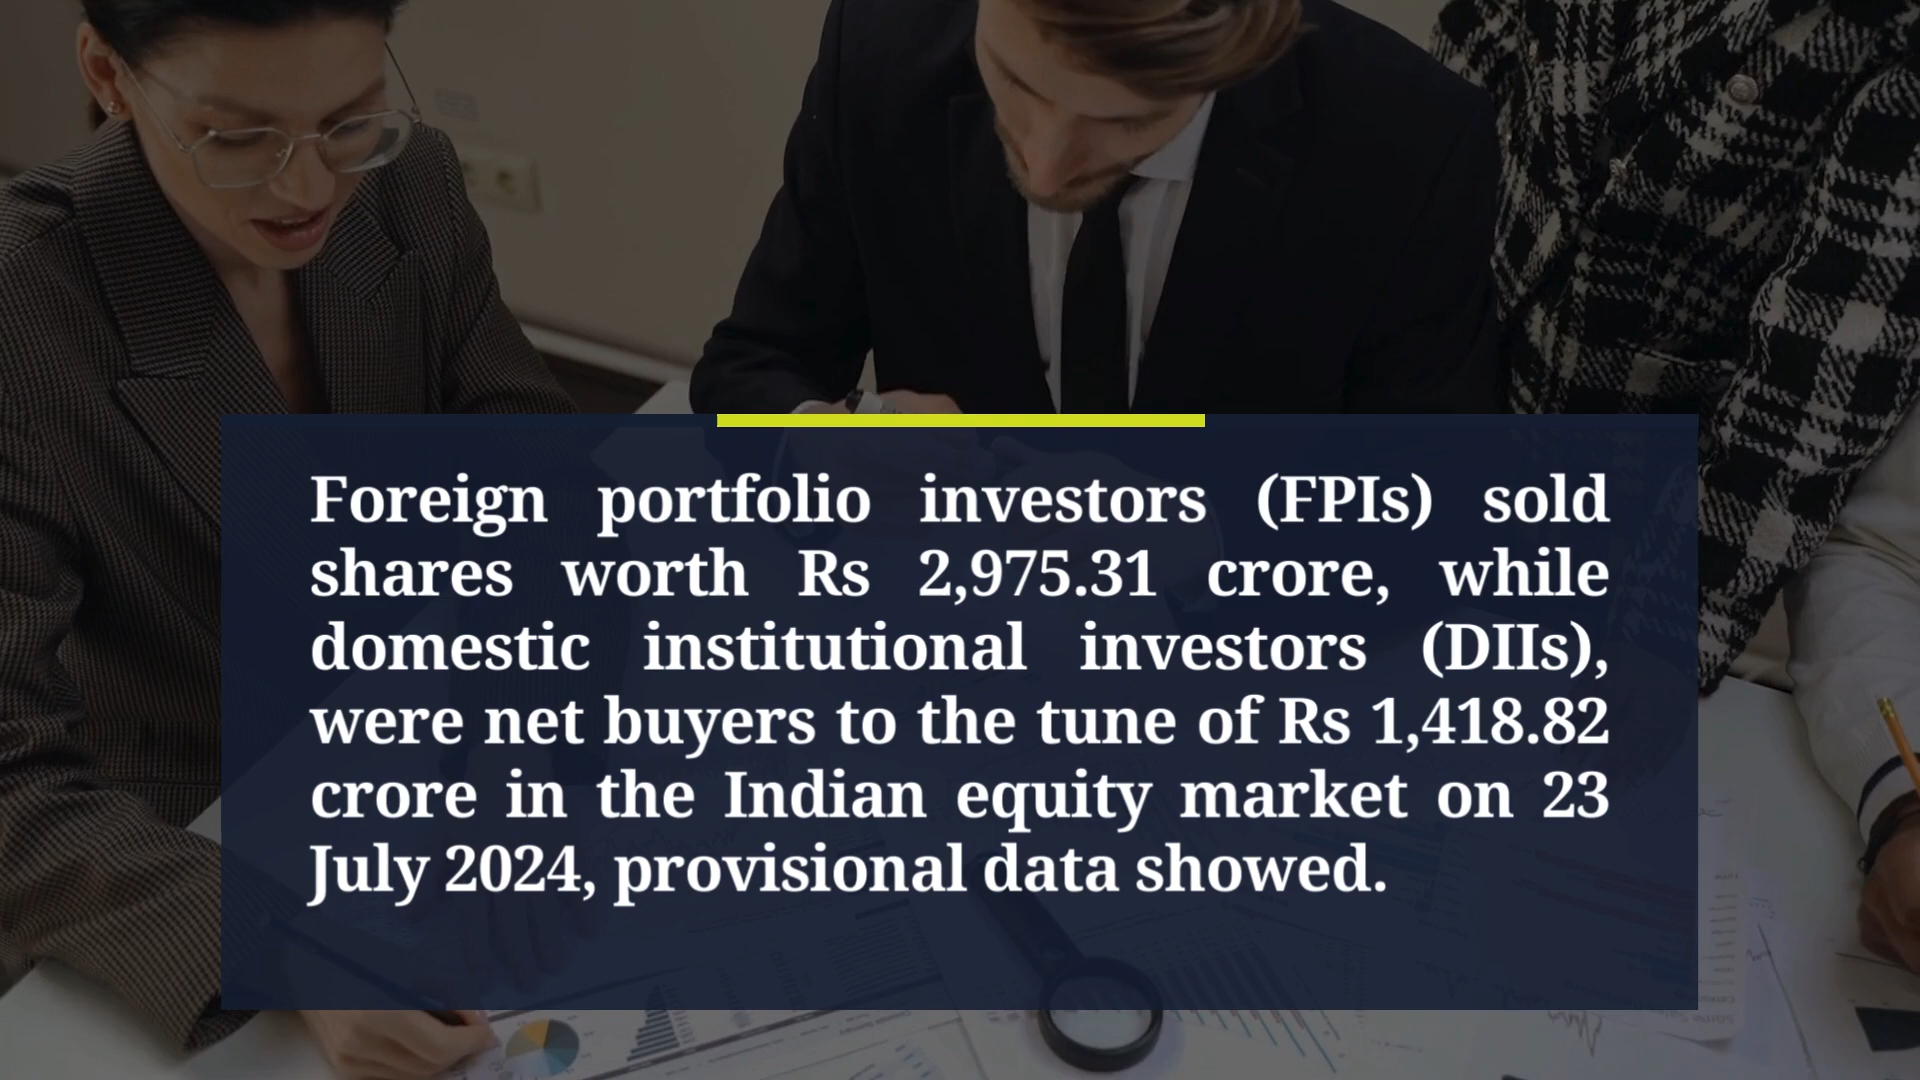 Foreign portfolio investors (FPIs) sold
shares worth Rs 2,975.31 crore, while
domestic institutional investors (DIIs),
were net buyers to the tune of Rs 1,418.82
crore in the Indian equity market on 23
July 2024, provisional data showed.